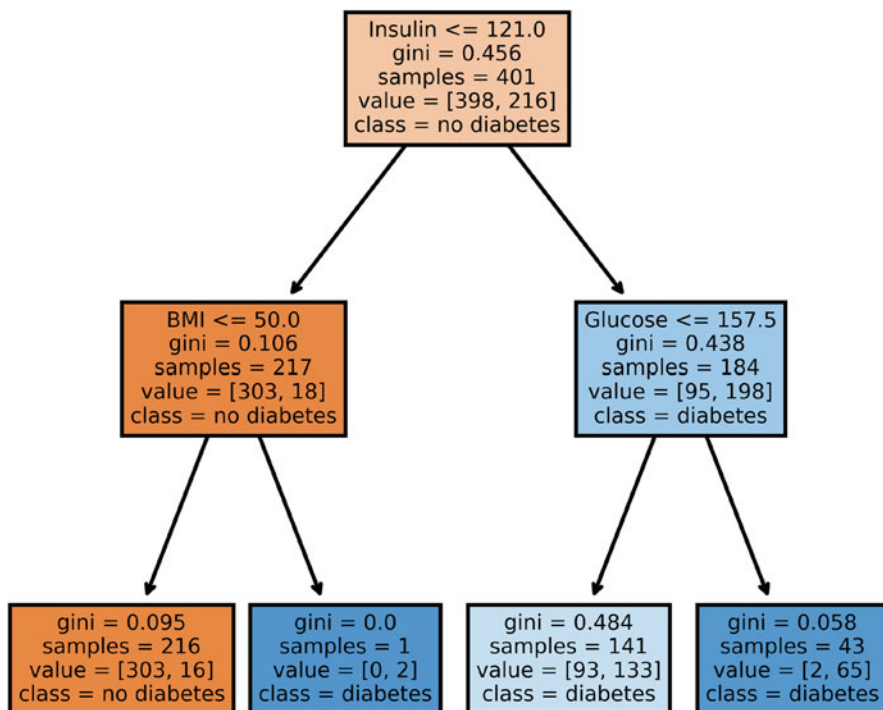 Insulin <= 121.0
gini = 0.456
samples = 401
value = [398, 216]
class = no diabetes
BMI <= 50.0
gini = 0.106
samples = 217
value = [303, 18]
class = no diabetes
Glucose <= 157.5
gini = 0.438
samples = 184
value = [95, 198]
class = diabetes
gini = 0.095
samples = 216
value = [303, 16]
class = no diabetes
gini = 0.0
samples = 1
value = [0, 2]
class = diabetes
gini = 0.484
samples = 141
value = [93, 133]
class = diabetes
gini = 0.058
samples = 43
value = [2, 65]
class = diabetes